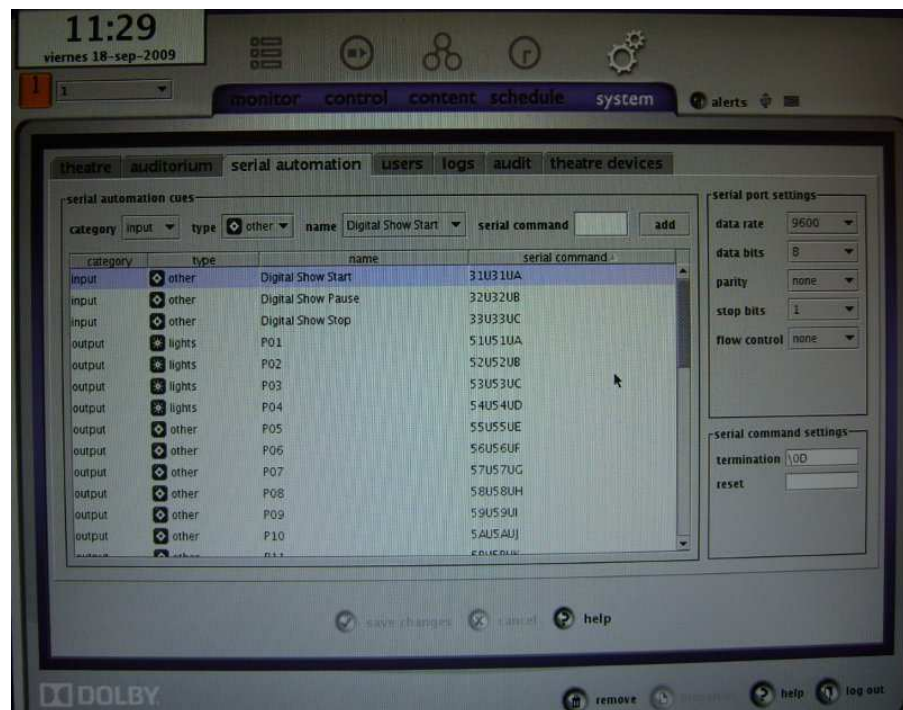 11:29
viernes 18-sep-2009
1 1
monitor control content schedule system alerts
theatre auditorium serial automation users logs audit theatre devices
serial automation cues
category input type other name Digital Show Start serial command add
category type name serial command
input other Digital Show Start 31U31UA
input other Digital Show Pause 32U32UB
input other Digital Show Stop 33U33UC
output lights P01 51U51UA
output lights P02 52U52UB
output lights P03 53U53UC
output lights P04 54U54UD
output other P05 55U55UE
output other P06 56U56UF
output other P07 57U57UG
output other P08 58U58UH
output other P09 59U59UI
output other P10 5AU5AUJ
serial port settings
data rate 9600
data bits 8
parity none
stop bits 1
flow control none
serial command settings
termination \0D
reset
save changes cancel help
DOLBY
remove help log out